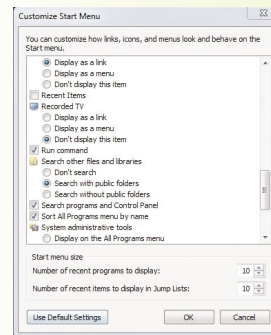 Customize Start Menu
You can customize how links, icons, and menus look and behave on the
Start menu.
Display as a link
Display as a menu
Don't display this item
Recent Items
Recorded TV
Display as a link
Display as a menu
Don't display this item
Run command
Search other files and libraries
Don't search
Search with public folders
Search without public folders
Search programs and Control Panel
Sort All Programs menu by name
System administrative tools
Display on the All Programs menu
Start menu size
Number of recent programs to display: 10
Number of recent items to display in Jump Lists: 10
Use Default Settings OK Cancel